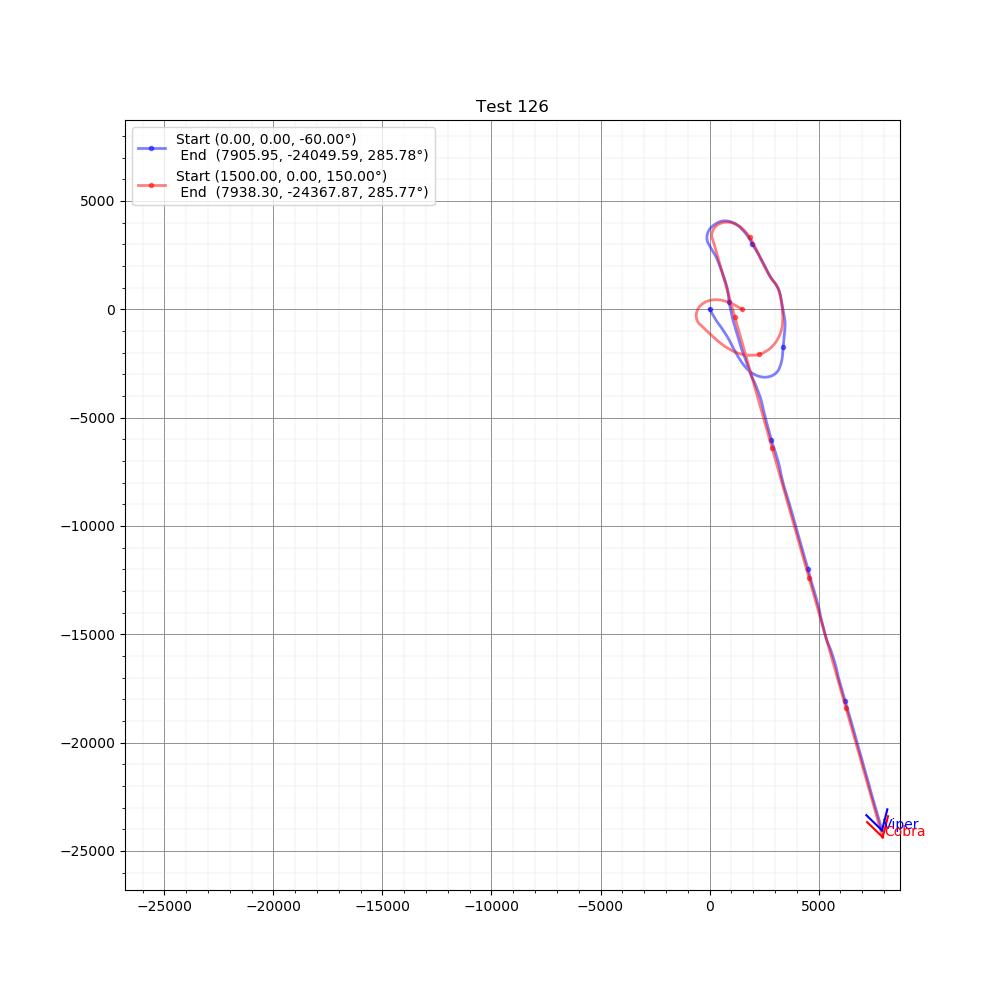 Test 126
Start (0.00, 0.00, -60.00°)
End (7905.95, -24049.59, 285.78°)
Start (1500.00, 0.00, 150.00°)
End (7938.30, -24367.87, 285.77°)
5000
0
−5000
−10000
−15000
−20000
−25000
Viper
Cobra
−25000 −20000 −15000 −10000 −5000 0 5000